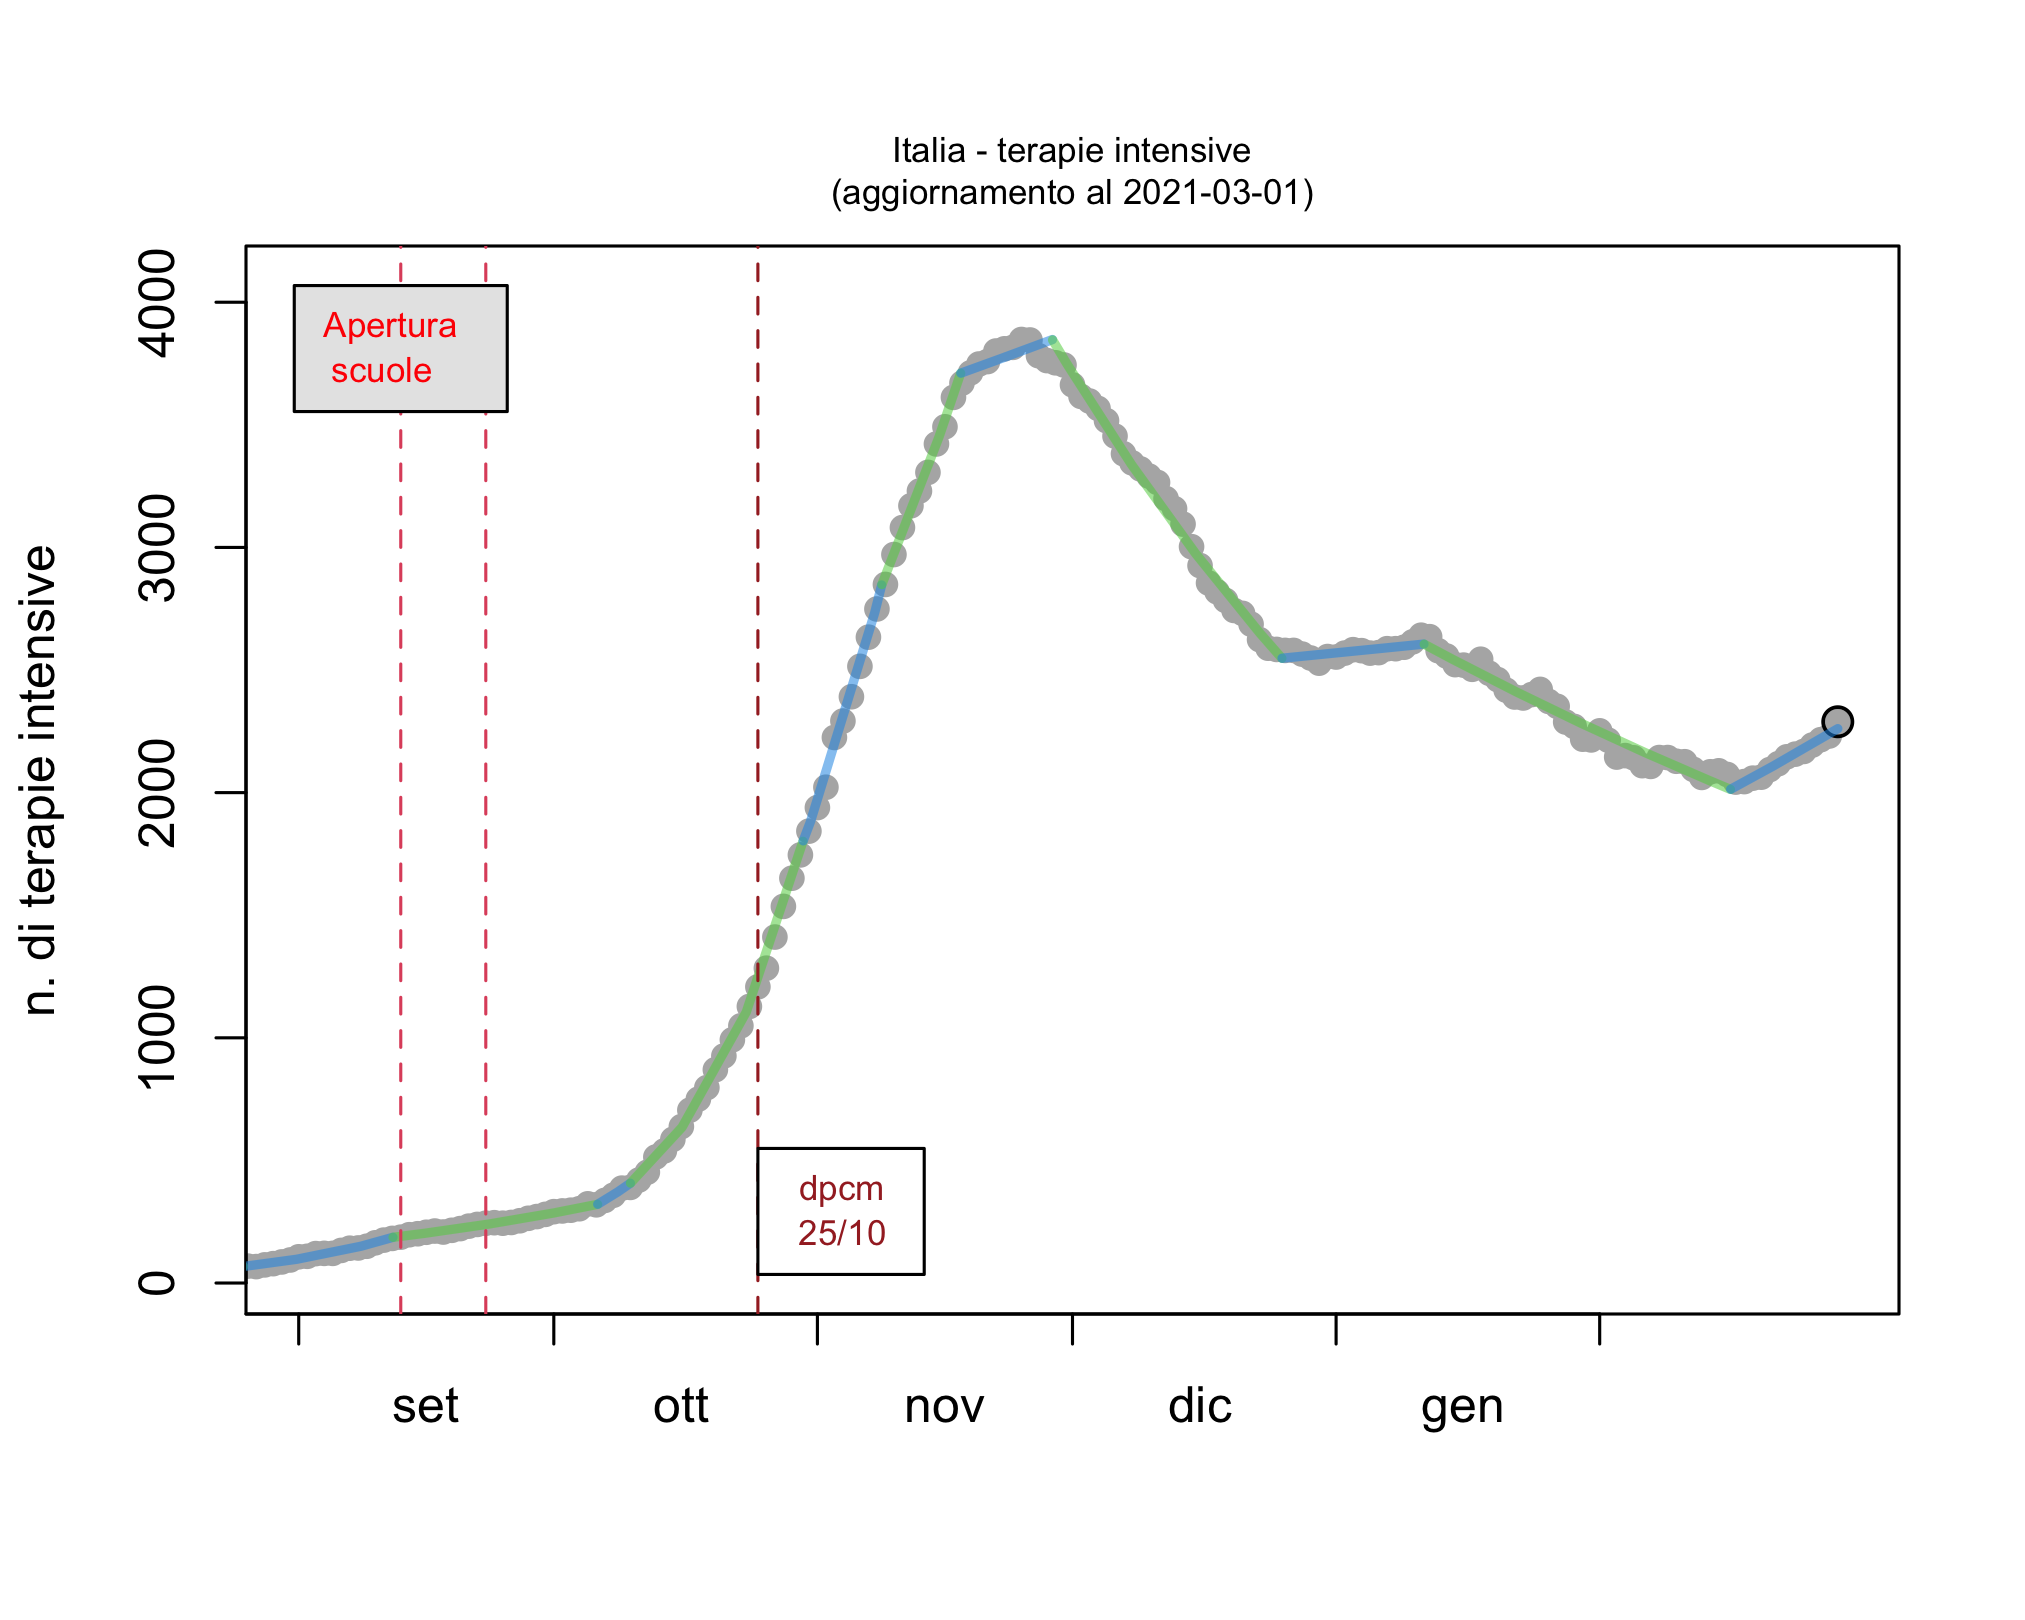 Italia - terapie intensive
(aggiornamento al 2021-03-01)
n. di terapie intensive
4000
3000
2000
1000
0
Apertura
scuole
dpcm
25/10
set
ott
nov
dic
gen